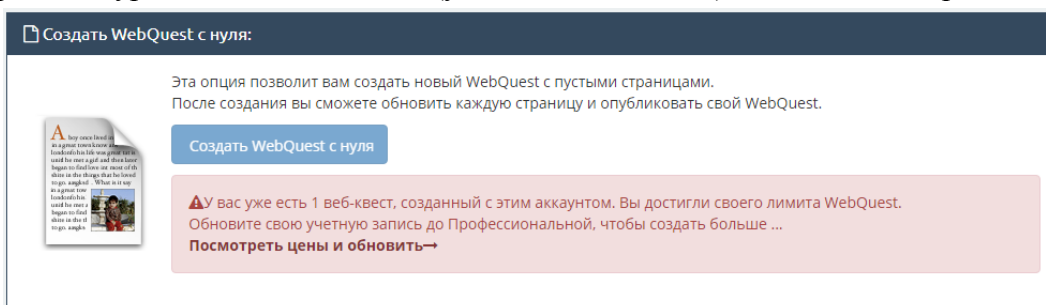 Создать WebQuest с нуля:
Эта опция позволит вам создать новый WebQuest с пустыми страницами.
После создания вы сможете обновить каждую страницу и опубликовать свой WebQuest.
Создать WebQuest с нуля
У вас уже есть 1 веб-квест, созданный с этим аккаунтом. Вы достигли своего лимита WebQuest.
Обновите свою учетную запись до Профессиональной, чтобы создать больше ...
Посмотреть цены и обновить→